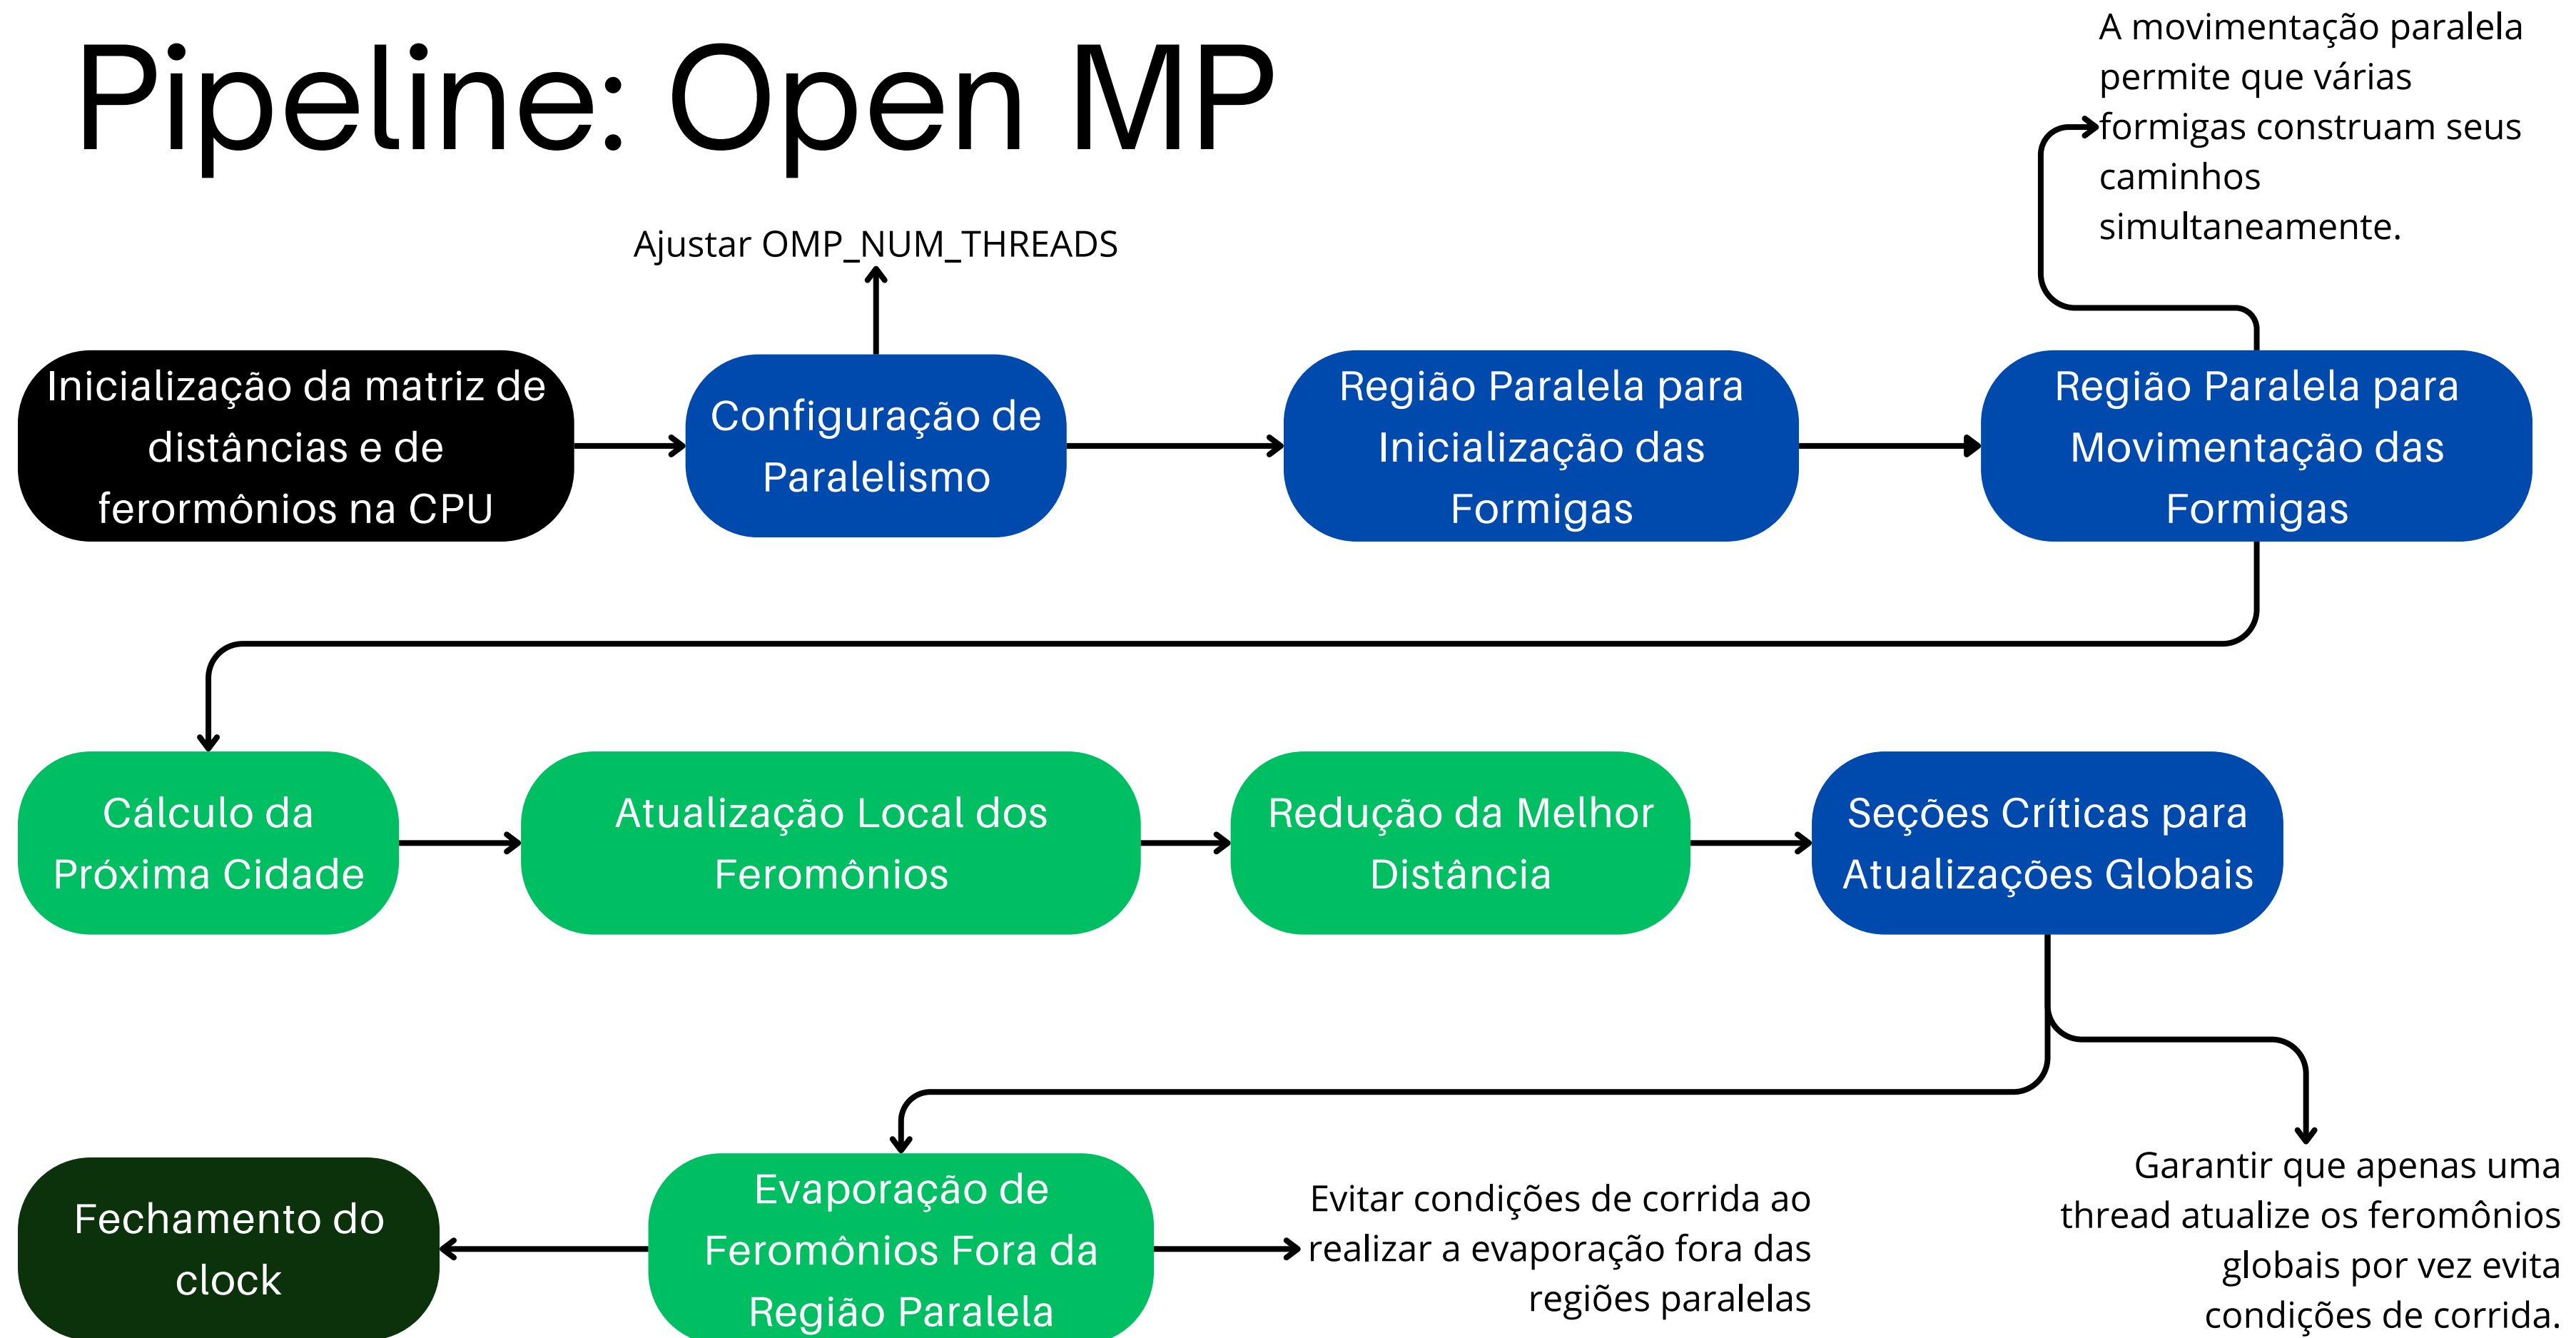 Pipeline: Open MP
A movimentação paralela
permite que várias
formigas construam seus
caminhos
simultaneamente.
Ajustar OMP_NUM_THREADS
Inicialização da matriz de
distâncias e de
ferormônios na CPU
Configuração de
Paralelismo
Região Paralela para
Inicialização das
Formigas
Região Paralela para
Movimentação das
Formigas
Cálculo da
Próxima Cidade
Atualização Local dos
Feromônios
Redução da Melhor
Distância
Seções Críticas para
Atualizações Globais
Garantir que apenas uma
thread atualize os feromônios
globais por vez evita
condições de corrida.
Evaporação de
Feromônios Fora da
Região Paralela
Evitar condições de corrida ao
realizar a evaporação fora das
regiões paralelas
Fechamento do
clock